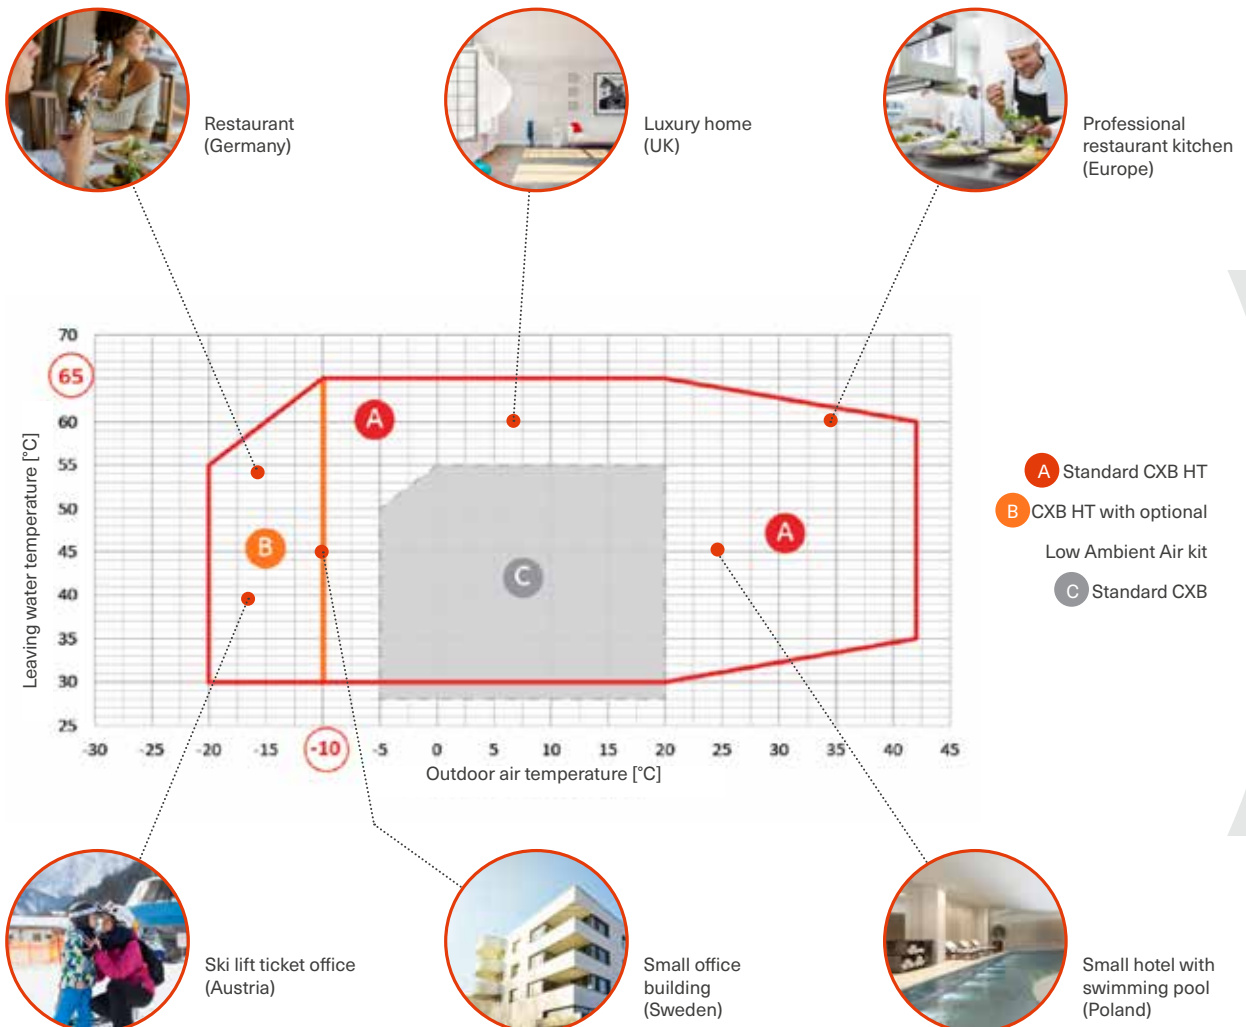 Restaurant
(Germany)
Luxury home
(UK)
Professional
restaurant kitchen
(Europe)
70
65
60
55
50
45
40
35
30
25
Leaving water temperature [°C]
A
B
C
A
-30 -25 -20 -15 -10 -5 0 5 10 15 20 25 30 35 40 45
Outdoor air temperature [°C]
A Standard CXB HT
B CXB HT with optional
Low Ambient Air kit
C Standard CXB
Ski lift ticket office
(Austria)
Small office
building
(Sweden)
Small hotel with
swimming pool
(Poland)